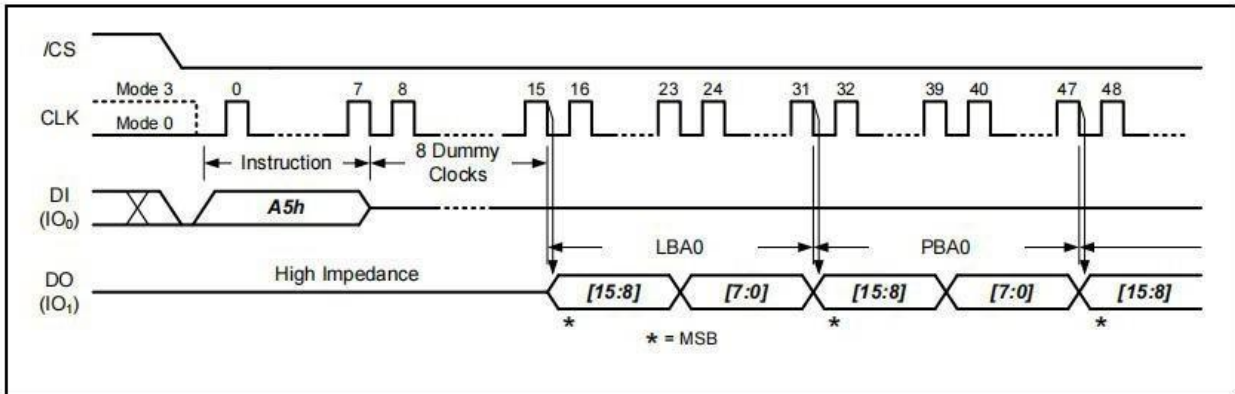 /CS
Mode 3
0 7 8 15 16 23 24 31 32 39 40 47 48
CLK
Mode 0
Instruction
8 Dummy
Clocks
DI
(IO₀)
A5h
LBA0 PBA0
DO
(IO₁)
High Impedance
[15:8] [7:0] [15:8] [7:0] [15:8]
* * *
* = MSB